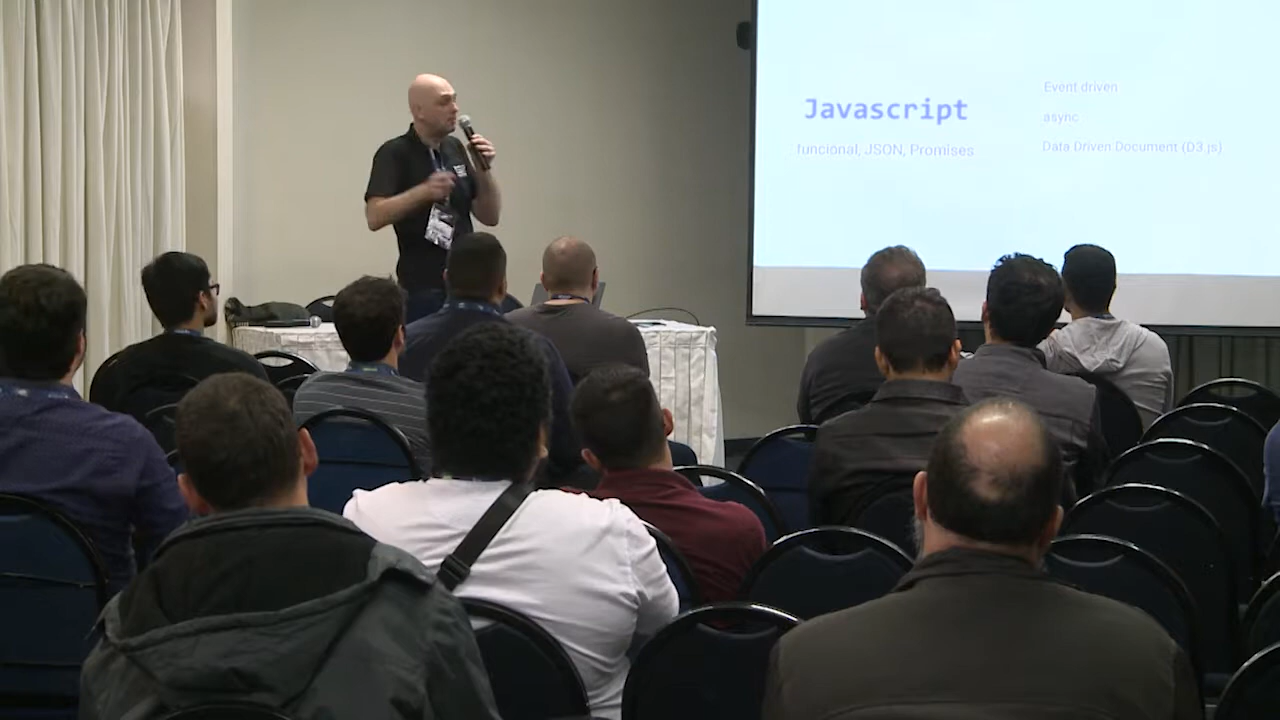 Javascript
funcional, JSON, Promises
Event driven
async
Data Driven Document (D3.js)